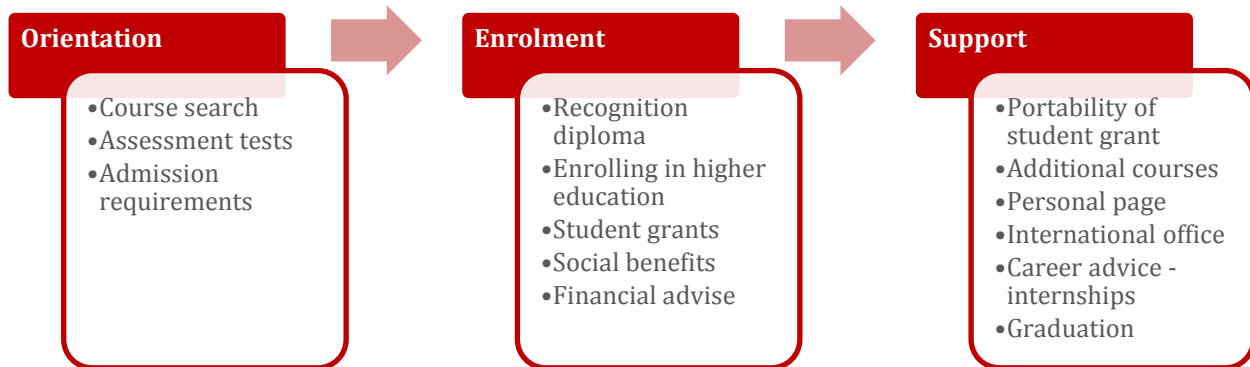 Orientation
•Course search
•Assessment tests
•Admission
requirements
Enrolment
•Recognition
diploma
•Enrolling in higher
education
•Student grants
•Social benefits
•Financial advise
Support
•Portability of
student grant
•Additional courses
•Personal page
•International office
•Career advice -
internships
•Graduation